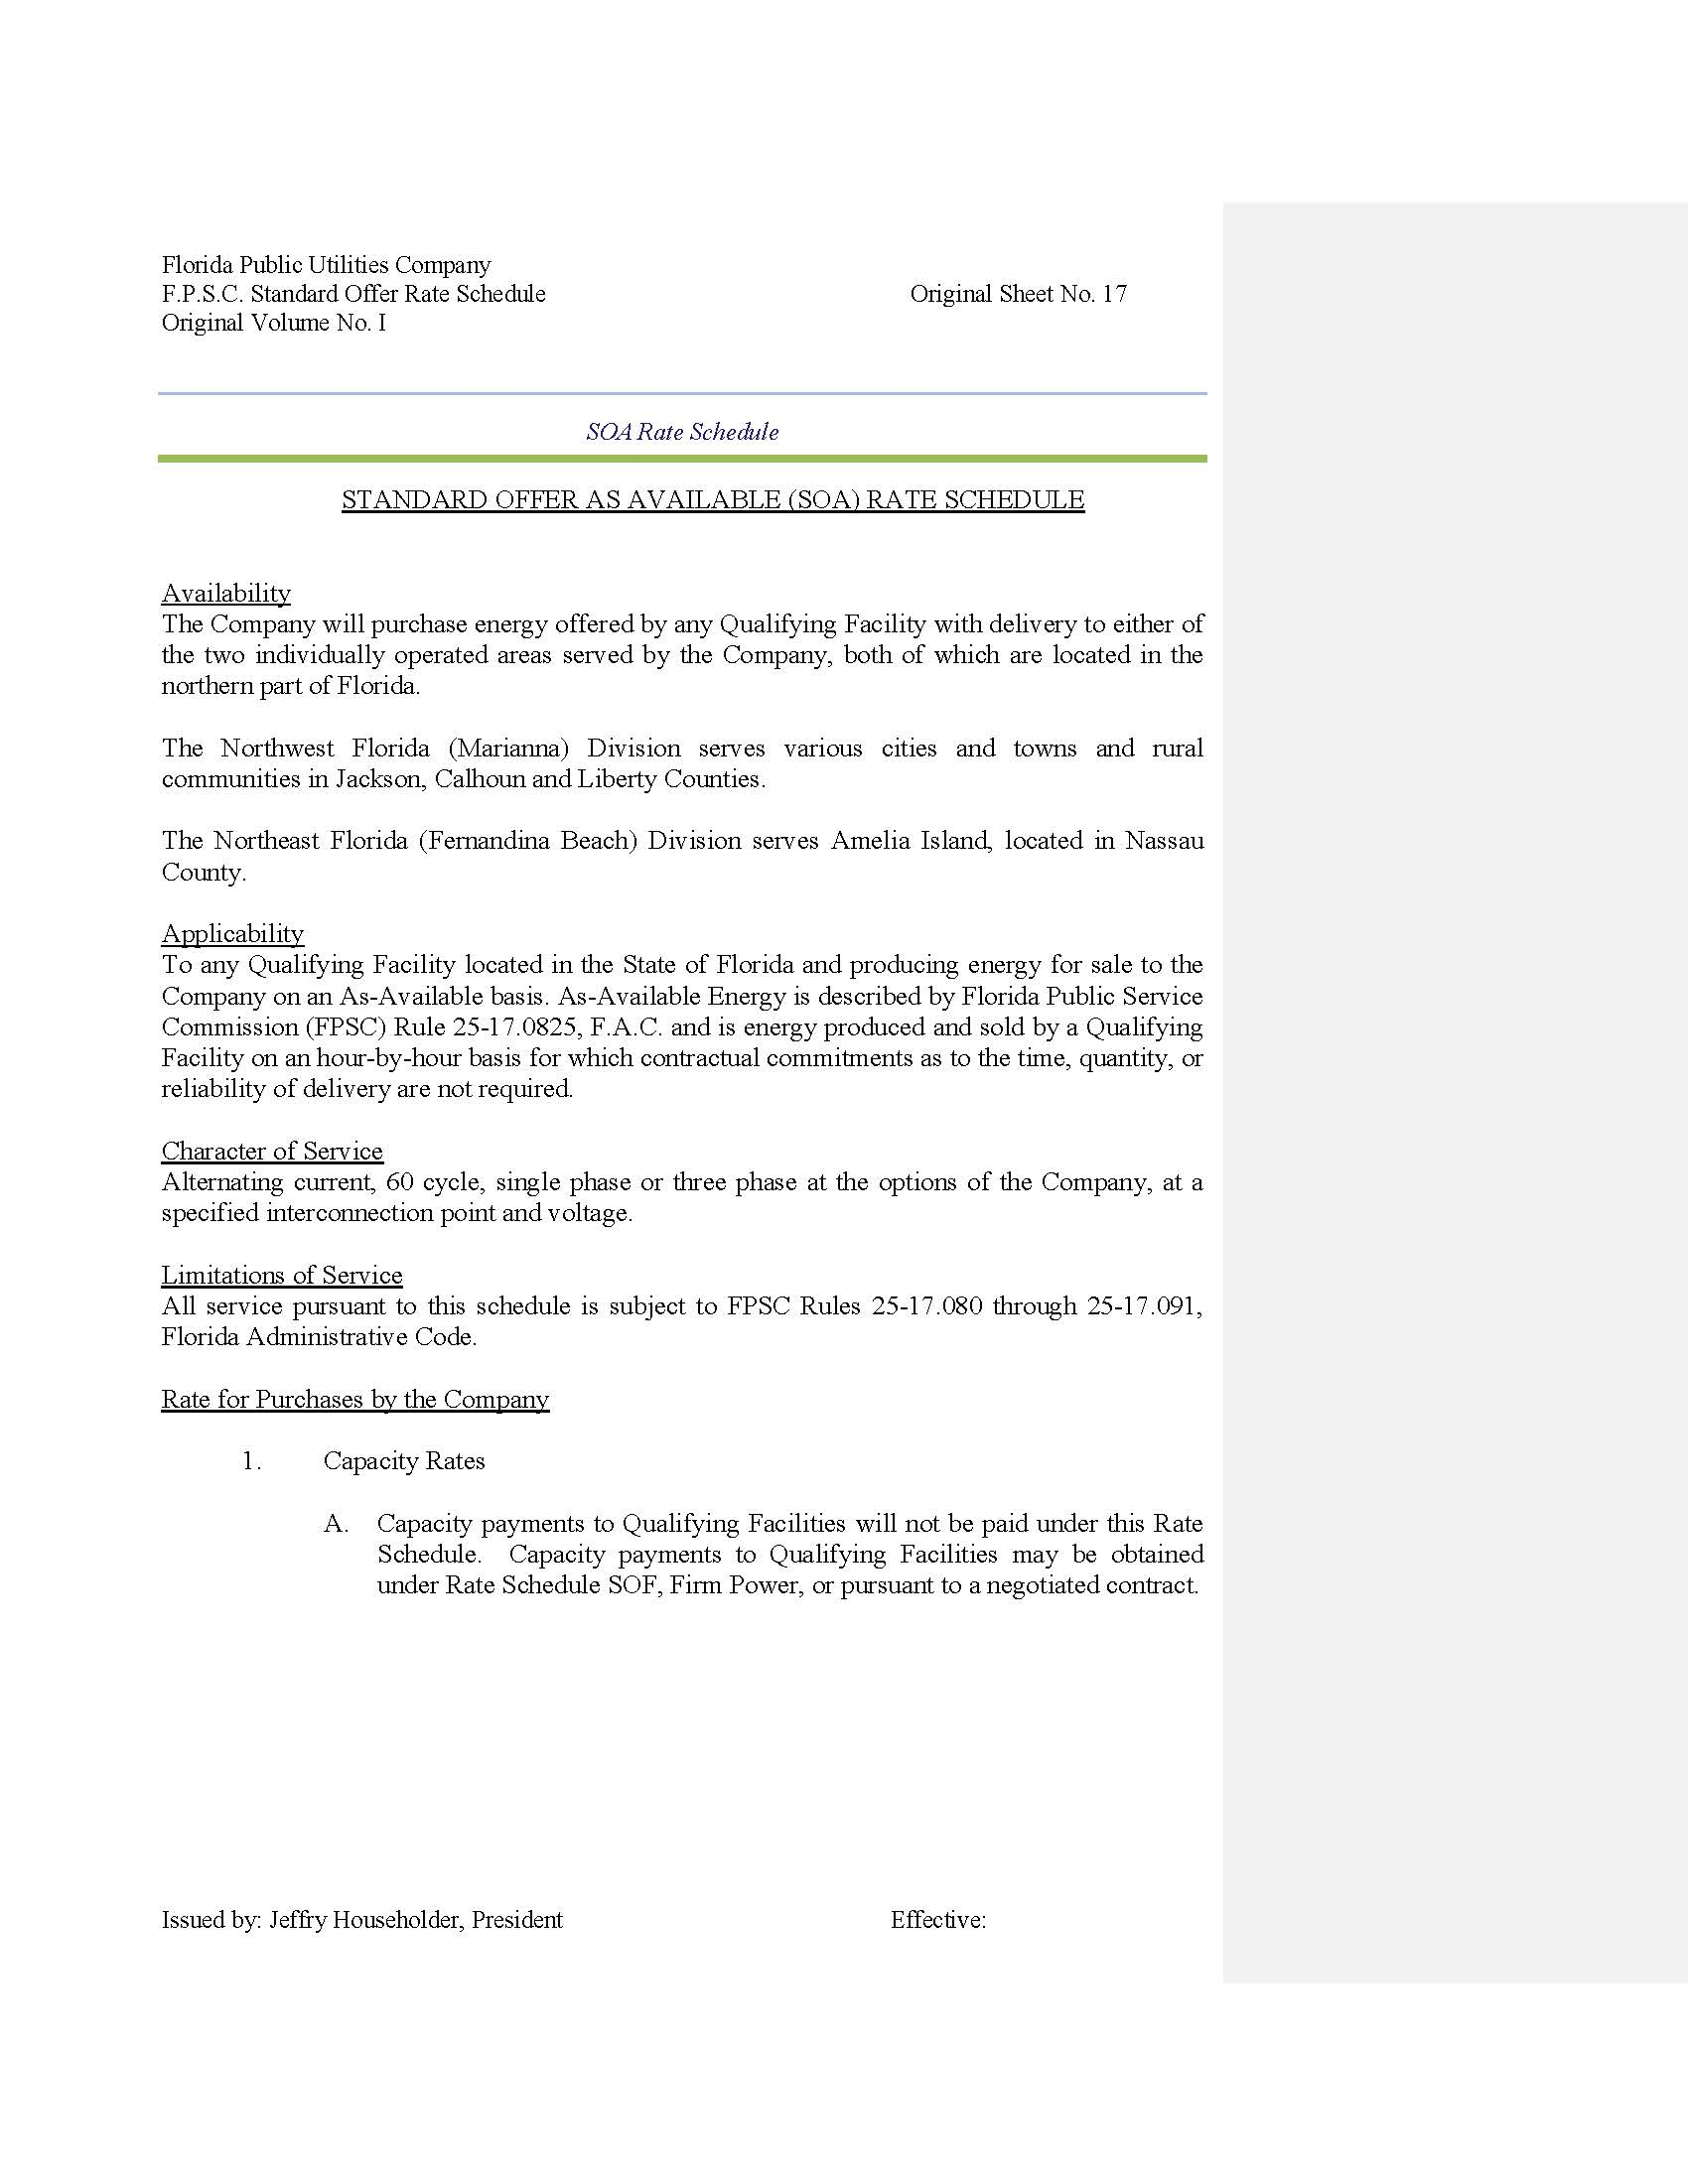 Florida Public Utilities Company
F.P.S.C. Standard Offer Rate Schedule Original Sheet No. 17
Original Volume No. I
SOA Rate Schedule
STANDARD OFFER AS AVAILABLE (SOA) RATE SCHEDULE
Availability
The Company will purchase energy offered by any Qualifying Facility with delivery to either of
the two individually operated areas served by the Company, both of which are located in the
northern part of Florida.
The Northwest Florida (Marianna) Division serves various cities and towns and rural
communities in Jackson, Calhoun and Liberty Counties.
The Northeast Florida (Fernandina Beach) Division serves Amelia Island, located in Nassau
County.
Applicability
To any Qualifying Facility located in the State of Florida and producing energy for sale to the
Company on an As-Available basis. As-Available Energy is described by Florida Public Service
Commission (FPSC) Rule 25-17.0825, F.A.C. and is energy produced and sold by a Qualifying
Facility on an hour-by-hour basis for which contractual commitments as to the time, quantity, or
reliability of delivery are not required.
Character of Service
Alternating current, 60 cycle, single phase or three phase at the options of the Company, at a
specified interconnection point and voltage.
Limitations of Service
All service pursuant to this schedule is subject to FPSC Rules 25-17.080 through 25-17.091,
Florida Administrative Code.
Rate for Purchases by the Company
1. Capacity Rates
A. Capacity payments to Qualifying Facilities will not be paid under this Rate
Schedule. Capacity payments to Qualifying Facilities may be obtained
under Rate Schedule SOF, Firm Power, or pursuant to a negotiated contract.
Issued by: Jeffry Householder, President Effective: